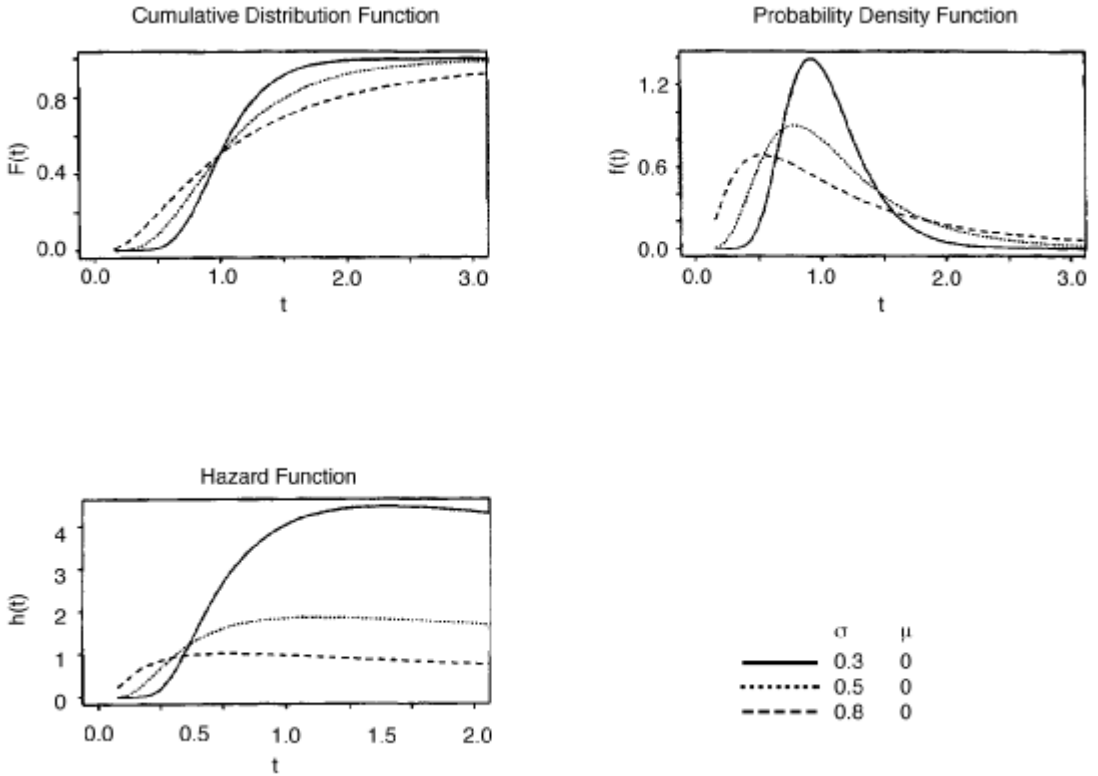 Cumulative Distribution Function
F(t)
0.8
0.4
0.0
0.0 1.0 2.0 3.0
t
Probability Density Function
f(t)
1.2
0.6
0.0
0.0 1.0 2.0 3.0
t
Hazard Function
h(t)
4
3
2
1
0
0.0 0.5 1.0 1.5 2.0
t
σ μ
0.3 0
0.5 0
0.8 0